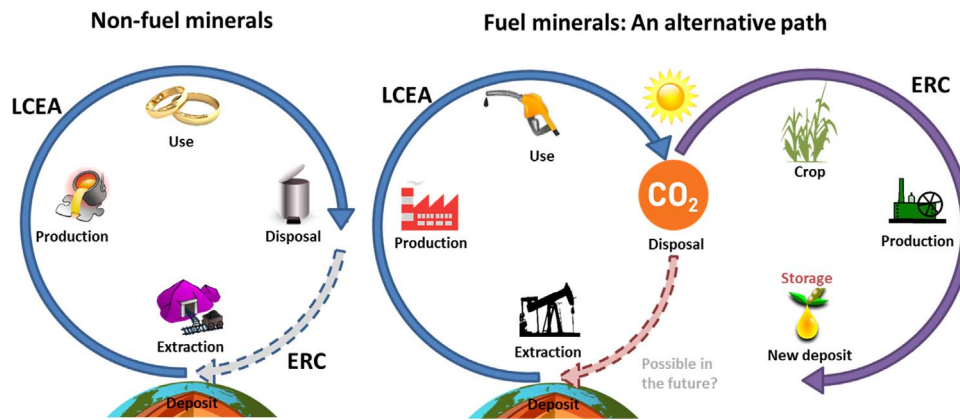 Non-fuel minerals
LCEA
Use
Production
Disposal
Extraction
ERC
Deposit
Fuel minerals: An alternative path
LCEA
ERC
Use
Crop
CO₂
Production
Disposal
Production
Storage
Extraction
New deposit
Possible in
the future?
Deposit